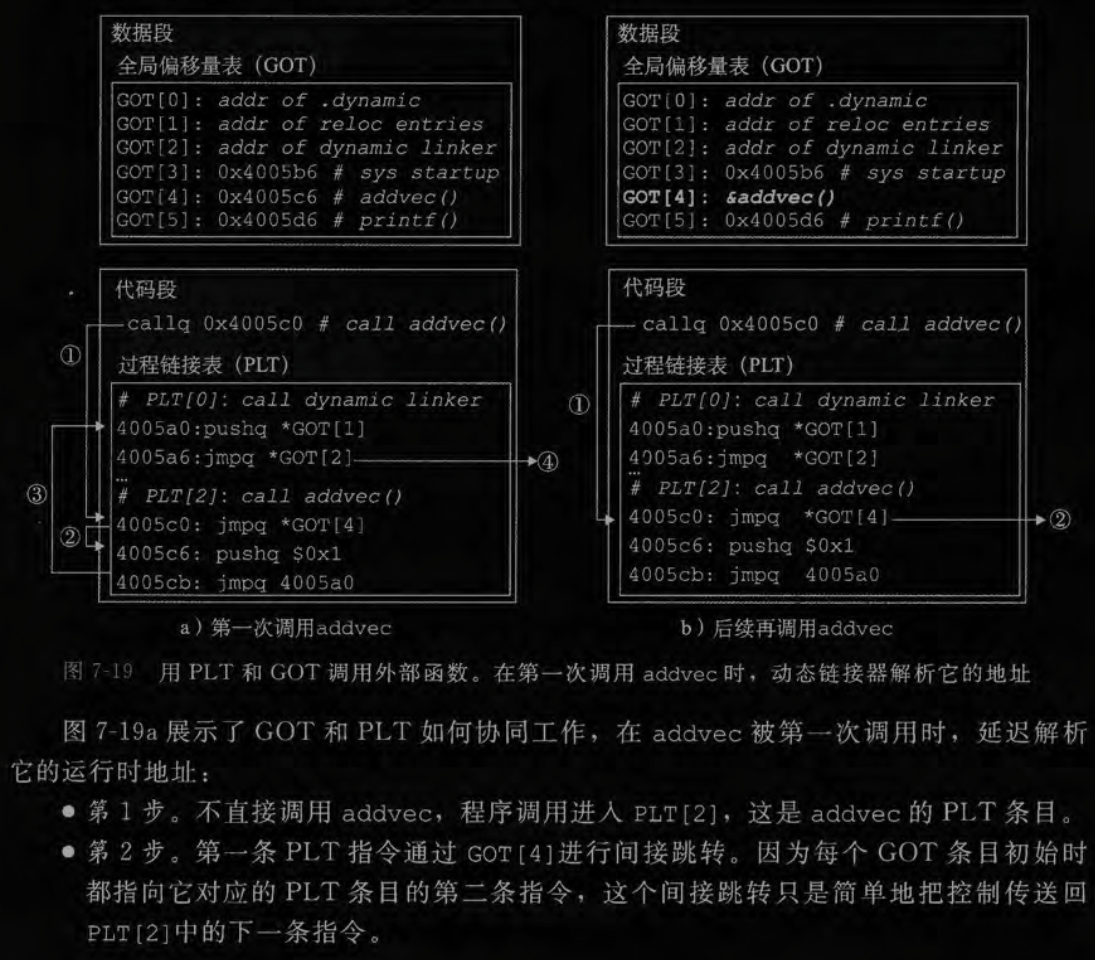 数据段
全局偏移量表（GOT）
GOT[0]: addr of .dynamic
GOT[1]: addr of reloc entries
GOT[2]: addr of dynamic linker
GOT[3]: 0x4005b6 # sys startup
GOT[4]: 0x4005c6 # addvec()
GOT[5]: 0x4005d6 # printf()
代码段
callq 0x4005c0 # call addvec()
①
过程链接表（PLT）
# PLT[0]: call dynamic linker
4005a0:pushq *GOT[1]
4005a6:jmpq *GOT[2]
④
…
③
# PLT[2]: call addvec()
4005c0: jmpq *GOT[4]
②
4005c6: pushq $0x1
4005cb: jmpq 4005a0
a）第一次调用addvec
数据段
全局偏移量表（GOT）
GOT[0]: addr of .dynamic
GOT[1]: addr of reloc entries
GOT[2]: addr of dynamic linker
GOT[3]: 0x4005b6 # sys startup
GOT[4]: &addvec()
GOT[5]: 0x4005d6 # printf()
代码段
callq 0x4005c0 # call addvec()
过程链接表（PLT）
①
# PLT[0]: call dynamic linker
4005a0:pushq *GOT[1]
4005a6:jmpq *GOT[2]
…
# PLT[2]: call addvec()
4005c0: jmpq *GOT[4]
②
4005c6: pushq $0x1
4005cb: jmpq 4005a0
b）后续再调用addvec
图 7-19 用 PLT 和 GOT 调用外部函数。在第一次调用 addvec 时，动态链接器解析它的地址
图 7-19a 展示了 GOT 和 PLT 如何协同工作，在 addvec 被第一次调用时，延迟解析
它的运行时地址：
● 第 1 步。不直接调用 addvec，程序调用进入 PLT[2]，这是 addvec 的 PLT 条目。
● 第 2 步。第一条 PLT 指令通过 GOT[4]进行间接跳转。因为每个 GOT 条目初始时
都指向它对应的 PLT 条目的第二条指令，这个间接跳转只是简单地把控制传送回
PLT[2]中的下一条指令。